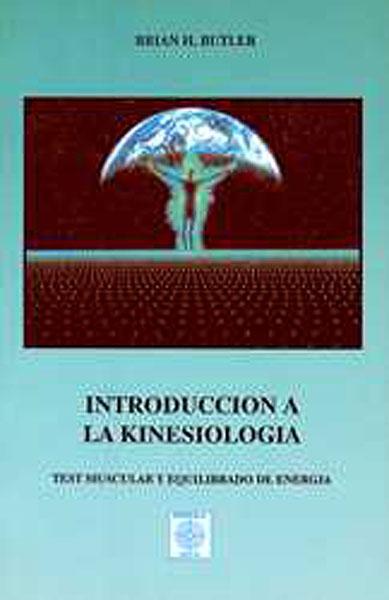 BRIAN H. BUTLER
INTRODUCCION A
LA KINESIOLOGIA
TEST MUSCULAR Y EQUILIBRADO DE ENERGIA